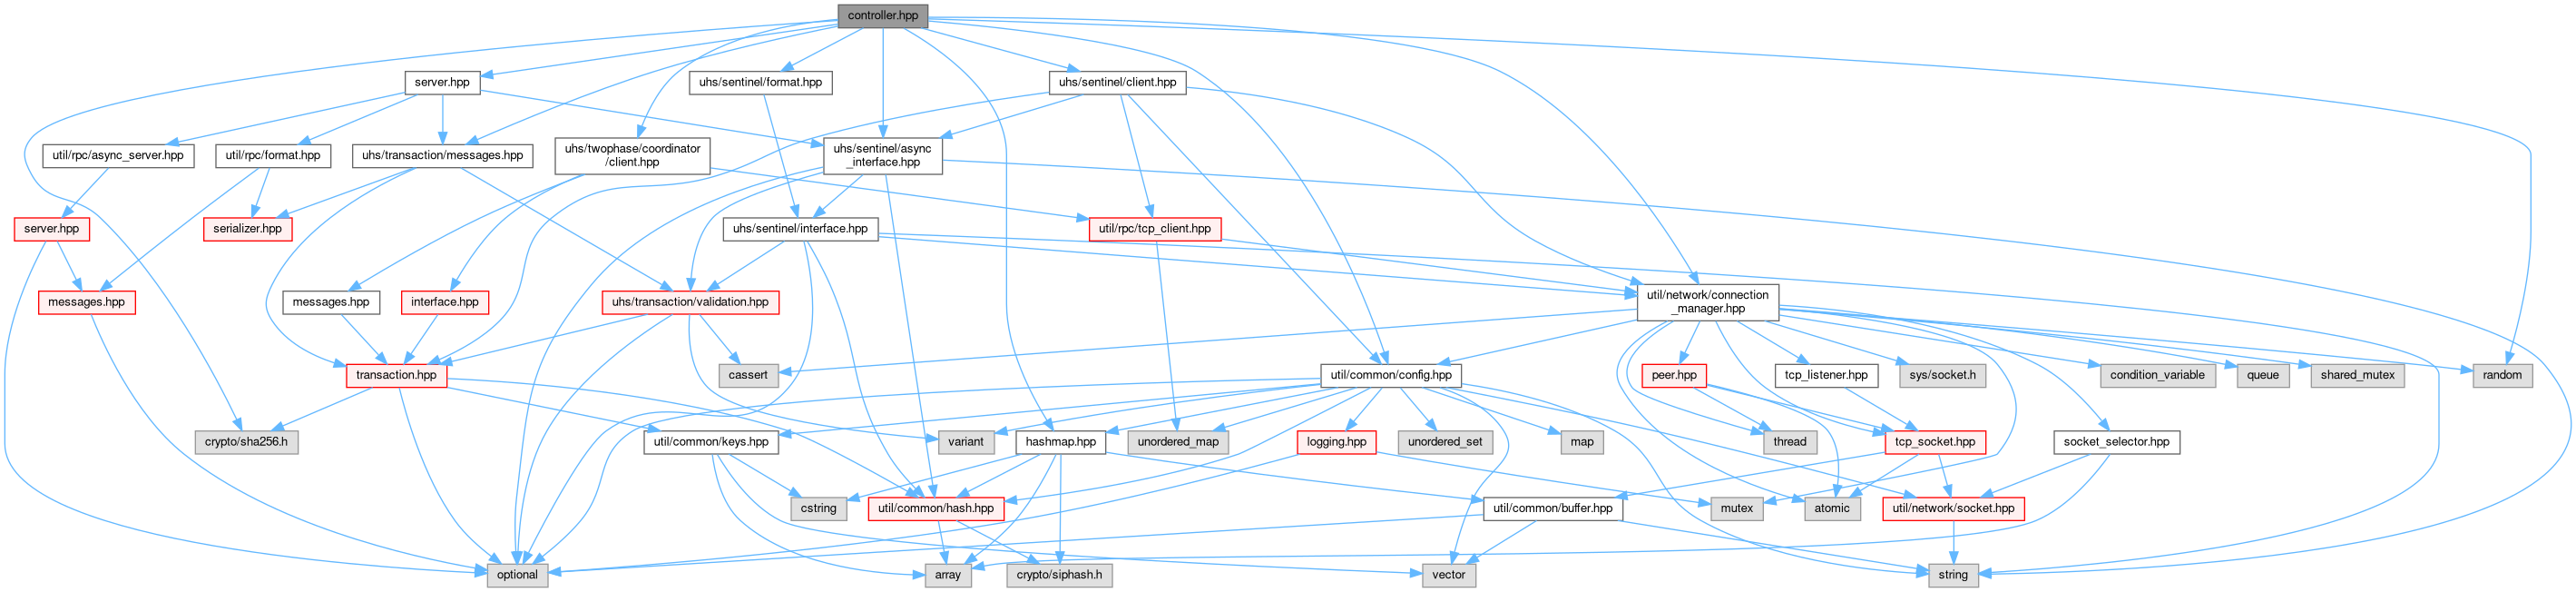 controller.hpp
server.hpp
uhs/sentinel/format.hpp
uhs/sentinel/client.hpp
util/rpc/async_server.hpp
util/rpc/format.hpp
uhs/transaction/messages.hpp
uhs/twophase/coordinator
/client.hpp
uhs/sentinel/async
_interface.hpp
server.hpp
serializer.hpp
uhs/sentinel/interface.hpp
util/rpc/tcp_client.hpp
messages.hpp
messages.hpp
interface.hpp
uhs/transaction/validation.hpp
util/network/connection
_manager.hpp
transaction.hpp
cassert
util/common/config.hpp
peer.hpp
tcp_listener.hpp
sys/socket.h
condition_variable
queue
shared_mutex
random
crypto/sha256.h
util/common/keys.hpp
variant
hashmap.hpp
unordered_map
logging.hpp
unordered_set
map
thread
tcp_socket.hpp
socket_selector.hpp
cstring
util/common/hash.hpp
util/common/buffer.hpp
mutex
atomic
util/network/socket.hpp
optional
array
crypto/siphash.h
vector
string